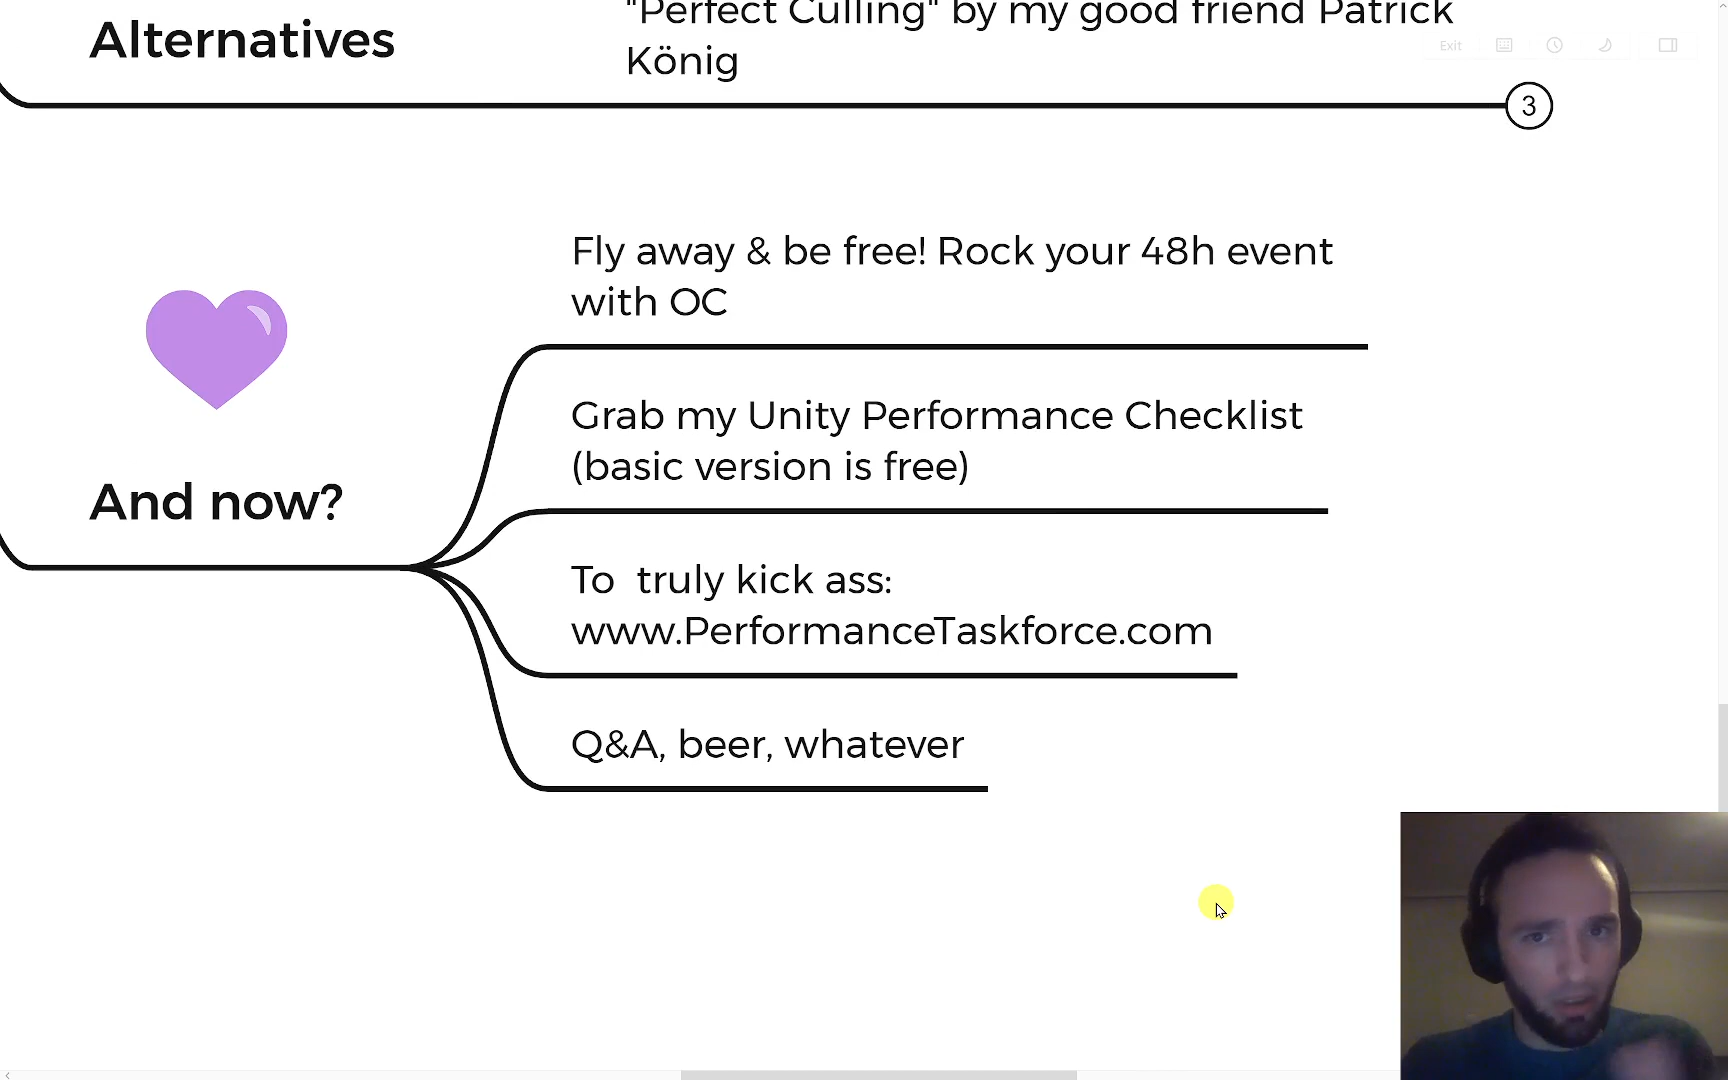 "Perfect Culling" by my good friend Patrick
König
Alternatives
Exit
3
Fly away & be free! Rock your 48h event
with OC
Grab my Unity Performance Checklist
(basic version is free)
And now?
To  truly kick ass:
www.PerformanceTaskforce.com
Q&A, beer, whatever